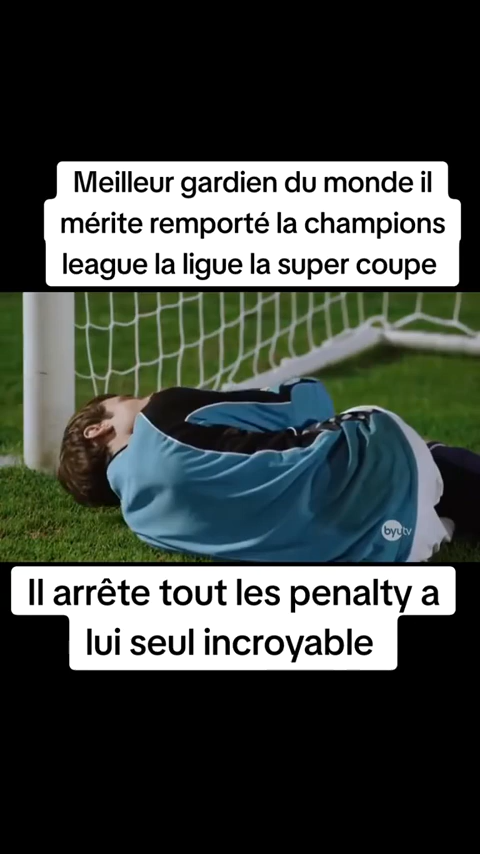 Meilleur gardien du monde il
mérite remporté la champions
league la ligue la super coupe
byutv
Il arrête tout les penalty a
lui seul incroyable